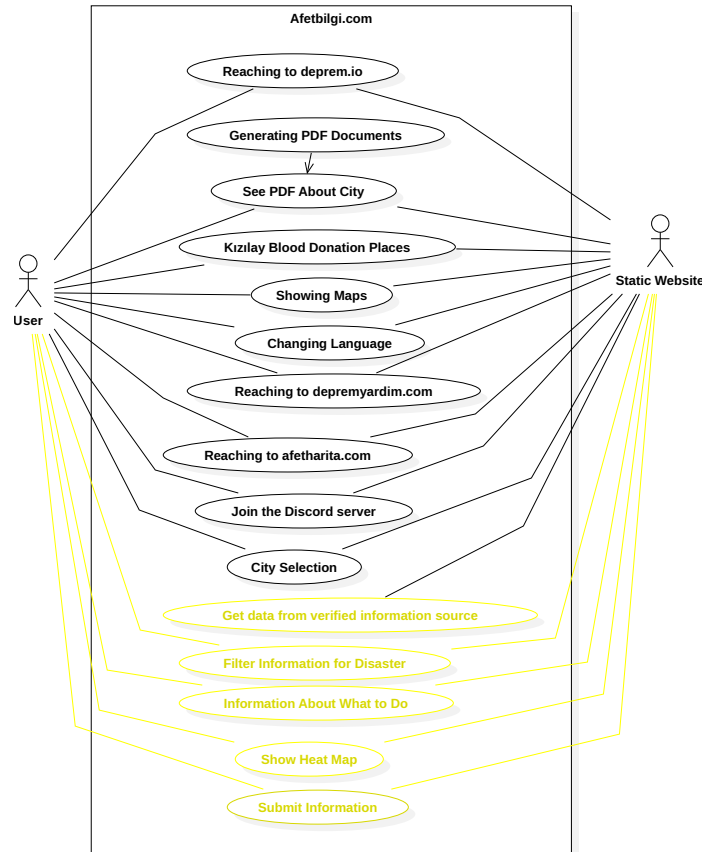 Afetbilgi.com
Reaching to deprem.io
Generating PDF Documents
See PDF About City
Kızılay Blood Donation Places
Static Website
Showing Maps
User
Changing Language
Reaching to depremyardim.com
Reaching to afetharita.com
Join the Discord server
City Selection
Get data from verified information source
Filter Information for Disaster
Information About What to Do
Show Heat Map
Submit Information